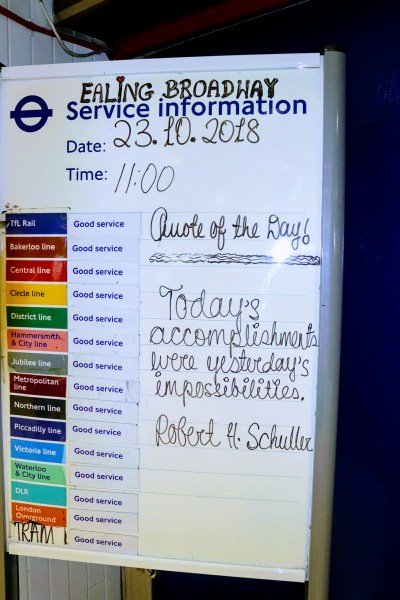 EALING BROADWAY
Service information
Date: 23.10.2018
Time: 11:00
TfL Rail Good service
Bakerloo line Good service
Central line Good service
Circle line Good service
District line Good service
Hammersmith & City line Good service
Jubilee line Good service
Metropolitan line Good service
Northern line Good service
Piccadilly line Good service
Victoria line Good service
Waterloo & City line Good service
DLR Good service
London Overground Good service
TRAM Good service
Quote of the Day!
Today's
accomplishments
were yesterday's
impossibilities.
Robert H. Schuller